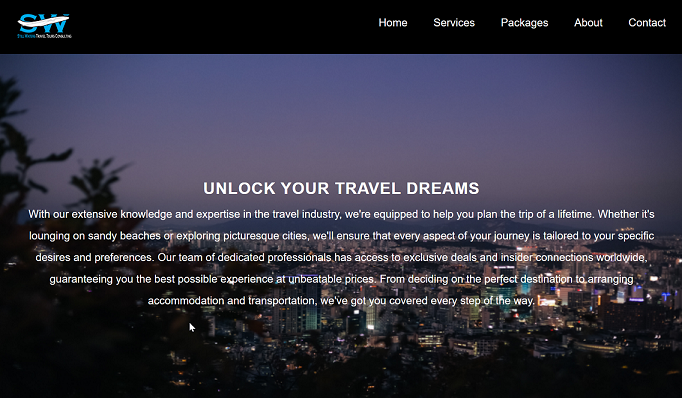 SW
STILL WAVING TRAVEL TOURS CONSULTING
Home Services Packages About Contact
UNLOCK YOUR TRAVEL DREAMS
With our extensive knowledge and expertise in the travel industry, we're equipped to help you plan the trip of a lifetime. Whether it's
lounging on sandy beaches or exploring picturesque cities, we'll ensure that every aspect of your journey is tailored to your specific
desires and preferences. Our team of dedicated professionals has access to exclusive deals and insider connections worldwide,
guaranteeing you the best possible experience at unbeatable prices. From deciding on the perfect destination to arranging
accommodation and transportation, we've got you covered every step of the way.